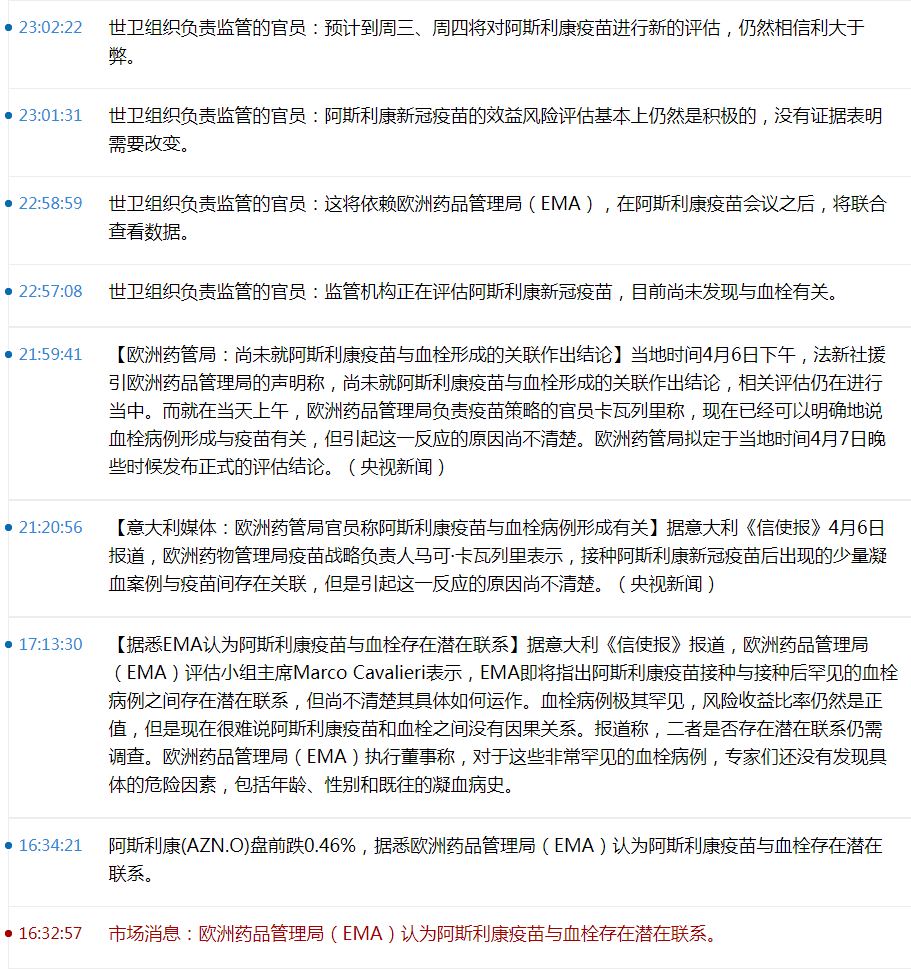 23:02:22 世卫组织负责监管的官员：预计到周三、周四将对阿斯利康疫苗进行新的评估，仍然相信利大于
弊。
23:01:31 世卫组织负责监管的官员：阿斯利康新冠疫苗的效益风险评估基本上仍然是积极的，没有证据表明
需要改变。
22:58:59 世卫组织负责监管的官员：这将依赖欧洲药品管理局（EMA），在阿斯利康疫苗会议之后，将联合
查看数据。
22:57:08 世卫组织负责监管的官员：监管机构正在评估阿斯利康新冠疫苗，目前尚未发现与血栓有关。
21:59:41 【欧洲药管局：尚未就阿斯利康疫苗与血栓形成的关联作出结论】当地时间4月6日下午，法新社援
引欧洲药品管理局的声明称，尚未就阿斯利康疫苗与血栓形成的关联作出结论，相关评估仍在进行
当中。而就在当天上午，欧洲药品管理局负责疫苗策略的官员卡瓦列里称，现在已经可以明确地说
血栓病例形成与疫苗有关，但引起这一反应的原因尚不清楚。欧洲药管局拟定于当地时间4月7日晚
些时候发布正式的评估结论。（央视新闻）
21:20:56 【意大利媒体：欧洲药管局官员称阿斯利康疫苗与血栓病例形成有关】据意大利《信使报》4月6日
报道，欧洲药物管理局疫苗战略负责人马可·卡瓦列里表示，接种阿斯利康新冠疫苗后出现的少量凝
血案例与疫苗间存在关联，但是引起这一反应的原因尚不清楚。（央视新闻）
17:13:30 【据悉EMA认为阿斯利康疫苗与血栓存在潜在联系】据意大利《信使报》报道，欧洲药品管理局
（EMA）评估小组主席Marco Cavalieri表示，EMA即将指出阿斯利康疫苗接种与接种后罕见的血栓
病例之间存在潜在联系，但尚不清楚其具体如何运作。血栓病例极其罕见，风险收益比率仍然是正
值，但是现在很难说阿斯利康疫苗和血栓之间没有因果关系。报道称，二者是否存在潜在联系仍需
调查。欧洲药品管理局（EMA）执行董事称，对于这些非常罕见的血栓病例，专家们还没有发现具
体的危险因素，包括年龄、性别和既往的凝血病史。
16:34:21 阿斯利康(AZN.O)盘前跌0.46%，据悉欧洲药品管理局（EMA）认为阿斯利康疫苗与血栓存在潜在
联系。
16:32:57 市场消息：欧洲药品管理局（EMA）认为阿斯利康疫苗与血栓存在潜在联系。